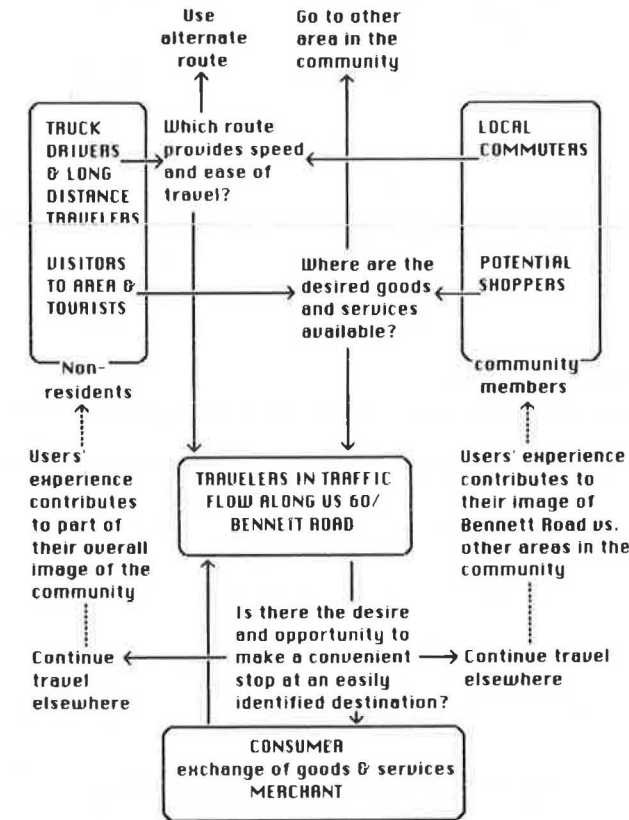 Use
alternate
route
Go to other
area in the
community
TRUCK
DRIVERS
& LONG
DISTANCE
TRAVELERS
VISITORS
TO AREA &
TOURISTS
Non-
residents
Which route
provides speed
and ease of
travel?
LOCAL
COMMUTERS
POTENTIAL
SHOPPERS
community
members
Where are the
desired goods
and services
available?
Users'
experience
contributes
to part of
their overall
image of the
community
TRAVELERS IN TRAFFIC
FLOW ALONG US 60/
BENNETT ROAD
Users' experience
contributes to
their image of
Bennett Road vs.
other areas in the
community
Is there the desire
and opportunity to
make a convenient
stop at an easily
identified destination?
Continue
travel
elsewhere
Continue travel
elsewhere
CONSUMER
exchange of goods & services
MERCHANT